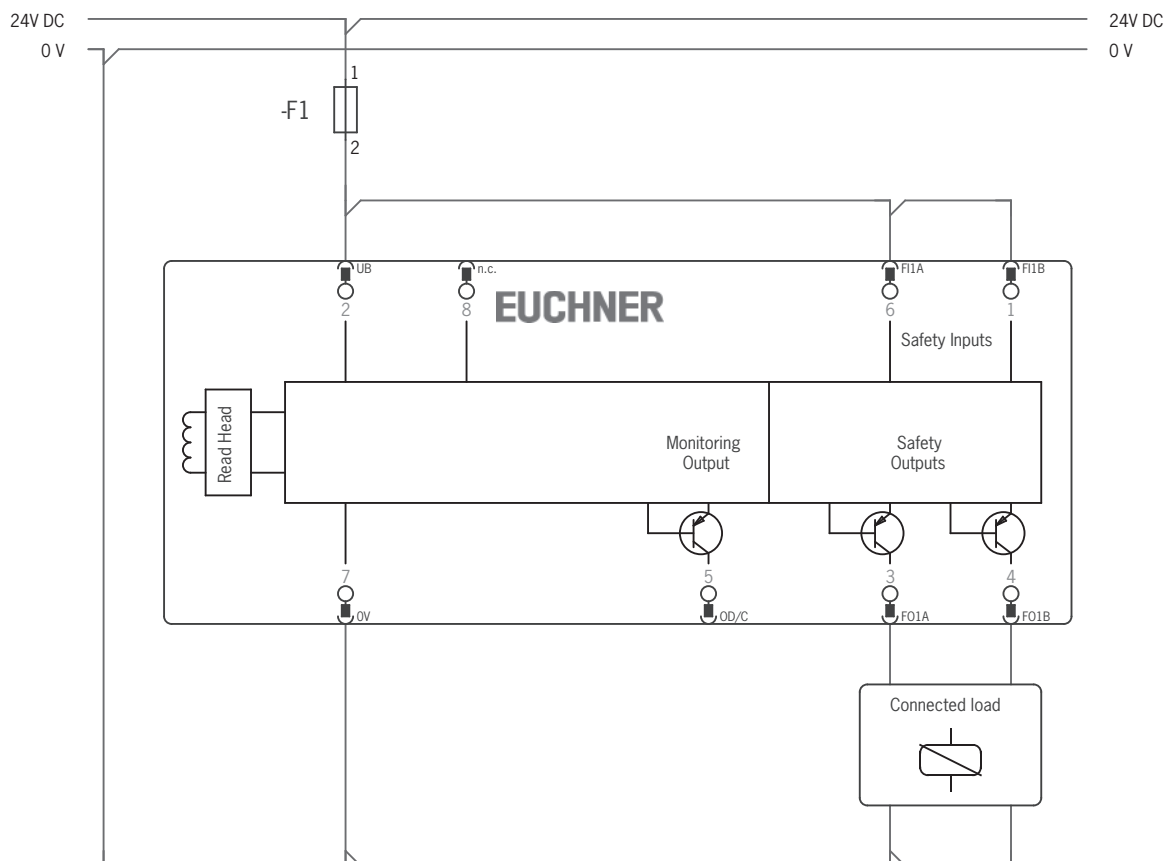 24V DC
24V DC
0 V
0 V
1
-F1
2
UB
n.c.
FI1A
FI1B
2
8
EUCHNER
6
1
Safety Inputs
Read Head
Monitoring
Output
Safety
Outputs
7
5
3
4
0V
OD/C
FO1A
FO1B
Connected load